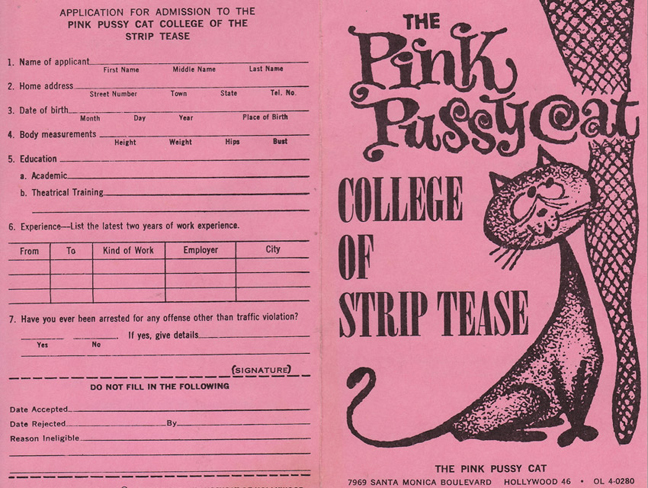 APPLICATION FOR ADMISSION TO THE
PINK PUSSY CAT COLLEGE OF THE
STRIP TEASE
1. Name of applicant
First Name Middle Name Last Name
2. Home address
Street Number Town State Tel. No.
3. Date of birth
Month Day Year Place of Birth
4. Body measurements
Height Weight Hips Bust
5. Education
a. Academic
b. Theatrical Training
6. Experience—List the latest two years of work experience.
From To Kind of Work Employer City
7. Have you ever been arrested for any offense other than traffic violation?
If yes, give details
Yes No
(SIGNATURE)
DO NOT FILL IN THE FOLLOWING
Date Accepted
Date Rejected By
Reason Ineligible
THE
Pink
Pussycat
COLLEGE
OF
STRIP TEASE
THE PINK PUSSY CAT
7969 SANTA MONICA BOULEVARD HOLLYWOOD 46 • OL 4-0280